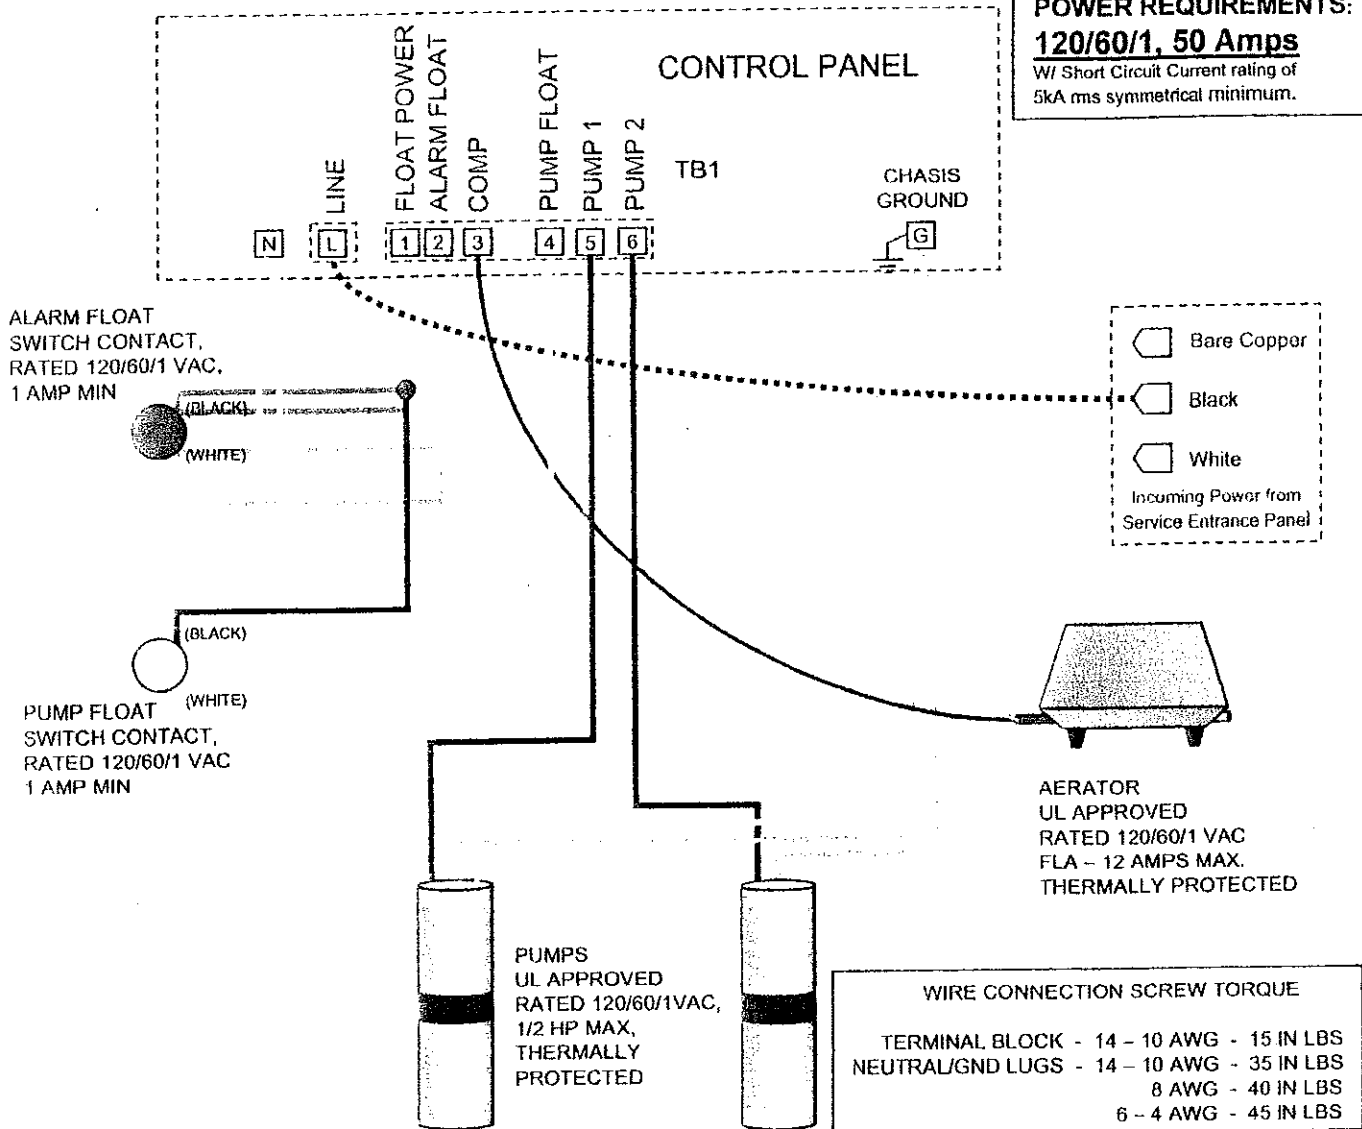 POWER REQUIREMENTS:
120/60/1, 50 Amps
W/ Short Circuit Current rating of
5kA rms symmetrical minimum.
CONTROL PANEL
LINE
FLOAT POWER
ALARM FLOAT
COMP
PUMP FLOAT
PUMP 1
PUMP 2
TB1
CHASIS
GROUND
N
L
1
2
3
4
5
6
G
ALARM FLOAT
SWITCH CONTACT,
RATED 120/60/1 VAC,
1 AMP MIN
(BLACK)
(WHITE)
Bare Copper
Black
White
Incoming Power from
Service Entrance Panel
(BLACK)
(WHITE)
PUMP FLOAT
SWITCH CONTACT,
RATED 120/60/1 VAC
1 AMP MIN
AERATOR
UL APPROVED
RATED 120/60/1 VAC
FLA – 12 AMPS MAX.
THERMALLY PROTECTED
PUMPS
UL APPROVED
RATED 120/60/1VAC,
1/2 HP MAX,
THERMALLY
PROTECTED
WIRE CONNECTION SCREW TORQUE
TERMINAL BLOCK - 14 – 10 AWG - 15 IN LBS
NEUTRAL/GND LUGS - 14 – 10 AWG - 35 IN LBS
8 AWG - 40 IN LBS
6 – 4 AWG - 45 IN LBS